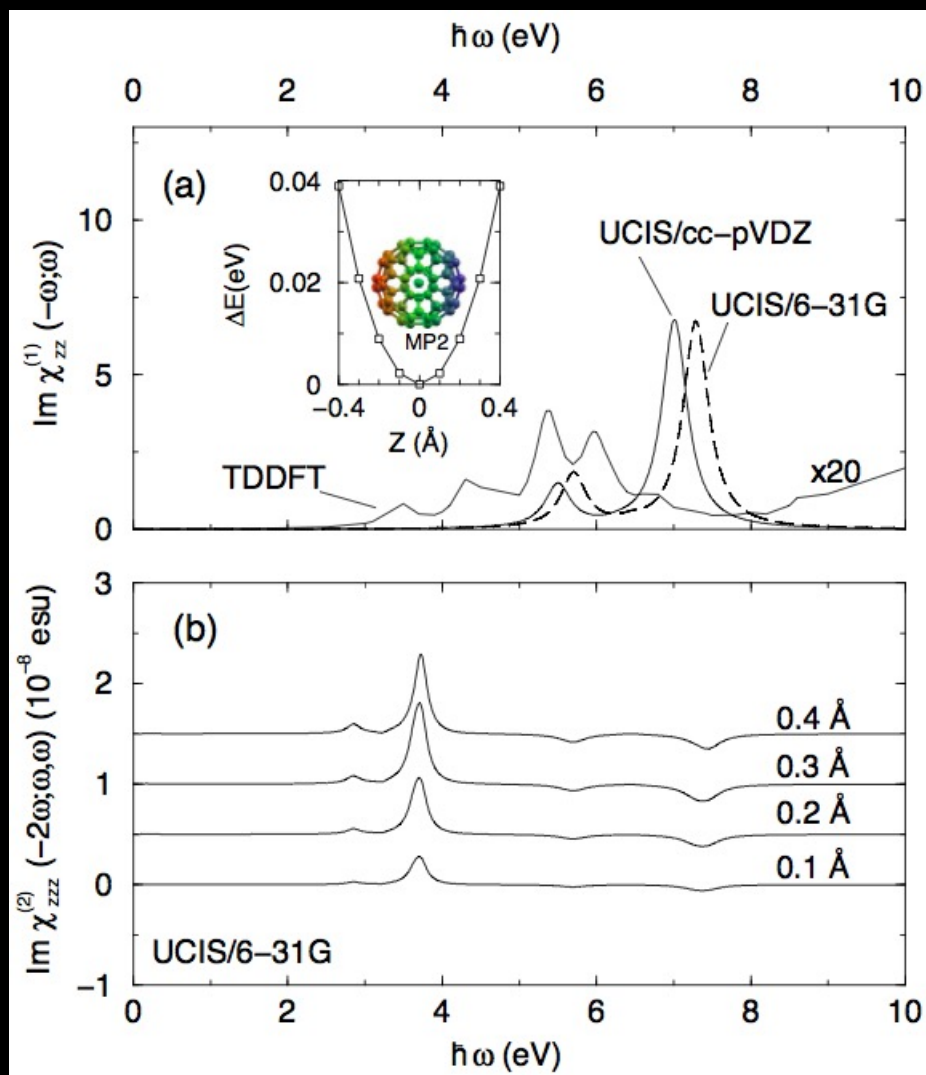 ħω (eV)
0 2 4 6 8 10
(a)
Im χ(1)zz (−ω;ω)
10
5
0
0.04
0.02
0
ΔE(eV)
MP2
−0.4 0 0.4
Z (Å)
UCIS/cc−pVDZ
UCIS/6−31G
TDDFT
x20
(b)
Im χ(2)zzz (−2ω;ω,ω) (10−8 esu)
3
2
1
0
−1
0.4 Å
0.3 Å
0.2 Å
0.1 Å
UCIS/6−31G
0 2 4 6 8 10
ħω (eV)